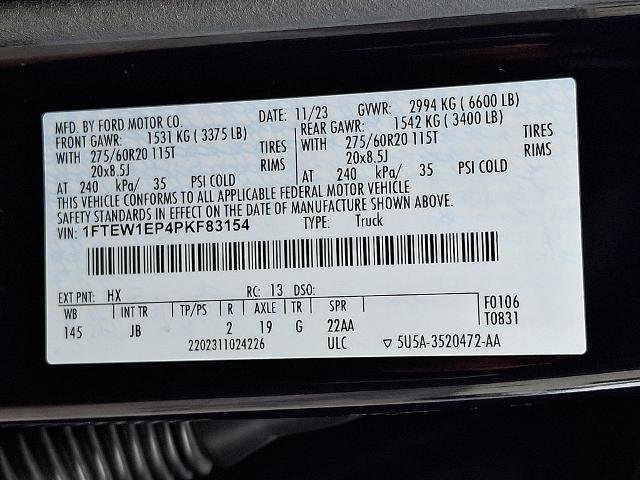 MFD. BY FORD MOTOR CO. DATE: 11/23 GVWR: 2994 KG ( 6600 LB)
FRONT GAWR: 1531 KG ( 3375 LB) REAR GAWR: 1542 KG ( 3400 LB)
WITH 275/60R20 115T TIRES WITH 275/60R20 115T TIRES
20x8.5J RIMS 20x8.5J RIMS
AT 240 kPa/ 35 PSI COLD AT 240 kPa/ 35 PSI COLD
THIS VEHICLE CONFORMS TO ALL APPLICABLE FEDERAL MOTOR VEHICLE
SAFETY STANDARDS IN EFFECT ON THE DATE OF MANUFACTURE SHOWN ABOVE.
VIN: 1FTEW1EP4PKF83154 TYPE: Truck
EXT PNT: HX RC: 13 DSO:
WB INT TR TP/PS R AXLE TR SPR F0106
145 JB 2 19 G 22AA T0831
2202311024226 ULC ▽ 5U5A-3520472-AA